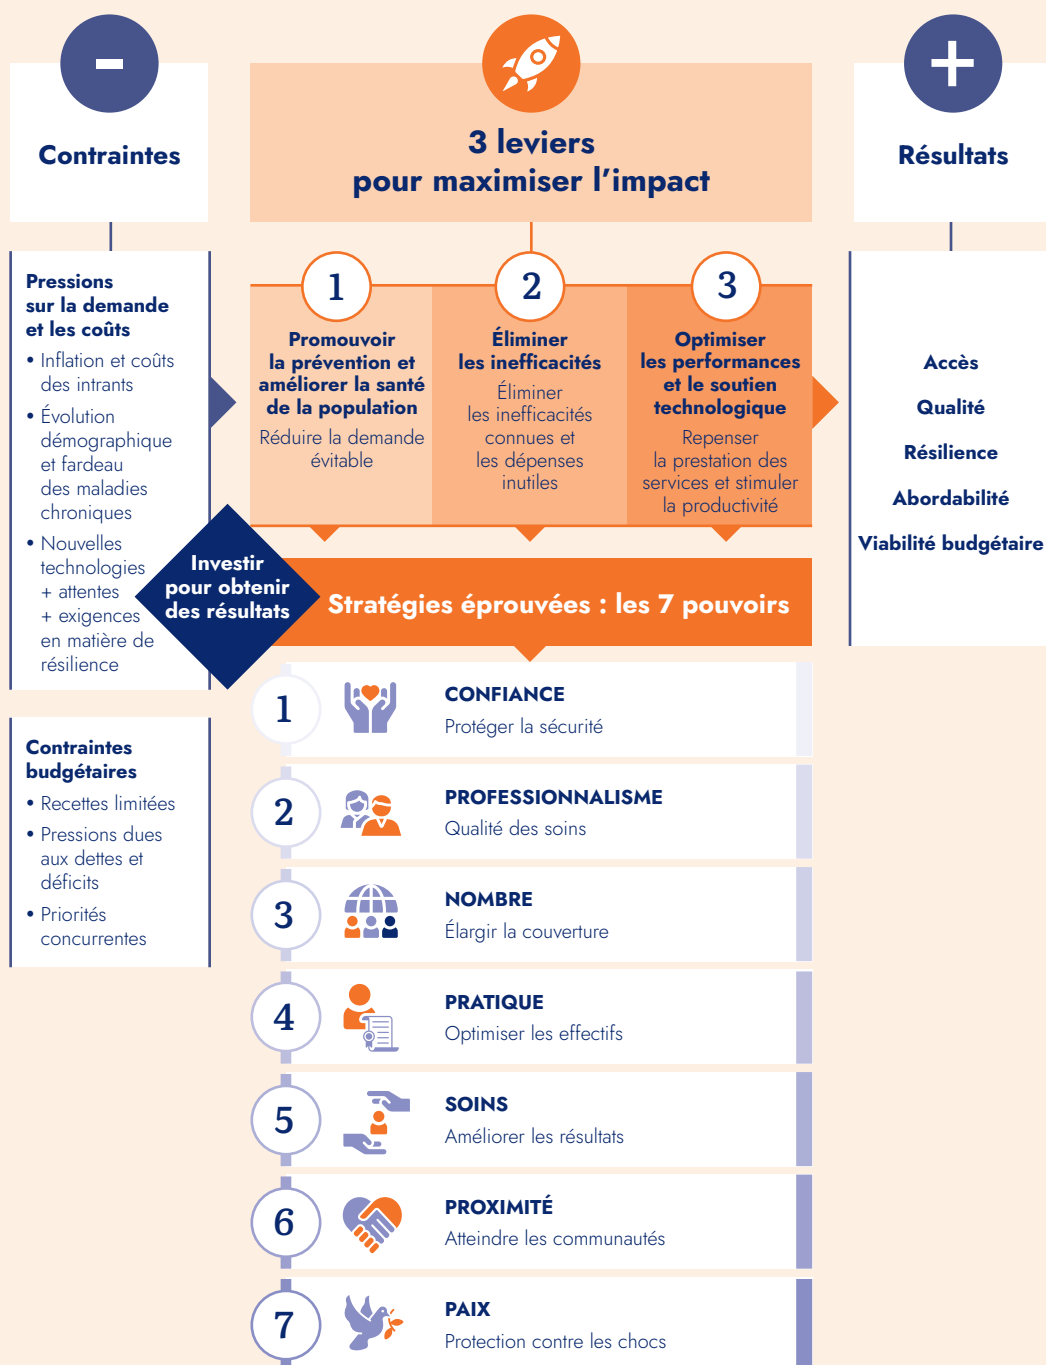 Contraintes
Pressions
sur la demande
et les coûts
• Inflation et coûts
des intrants
• Évolution
démographique
et fardeau
des maladies
chroniques
• Nouvelles
technologies
+ attentes
+ exigences
en matière de
résilience
Contraintes
budgétaires
• Recettes limitées
• Pressions dues
aux dettes et
déficits
• Priorités
concurrentes
3 leviers
pour maximiser l’impact
1
Promouvoir
la prévention et
améliorer la santé
de la population
Réduire la demande
évitable
2
Éliminer
les inefficacités
Éliminer
les inefficacités
connues et
les dépenses
inutiles
3
Optimiser
les performances
et le soutien
technologique
Repenser
la prestation des
services et stimuler
la productivité
Investir
pour obtenir
des résultats
Stratégies éprouvées : les 7 pouvoirs
1
CONFIANCE
Protéger la sécurité
2
PROFESSIONNALISME
Qualité des soins
3
NOMBRE
Élargir la couverture
4
PRATIQUE
Optimiser les effectifs
5
SOINS
Améliorer les résultats
6
PROXIMITÉ
Atteindre les communautés
7
PAIX
Protection contre les chocs
Résultats
Accès
Qualité
Résilience
Abordabilité
Viabilité budgétaire